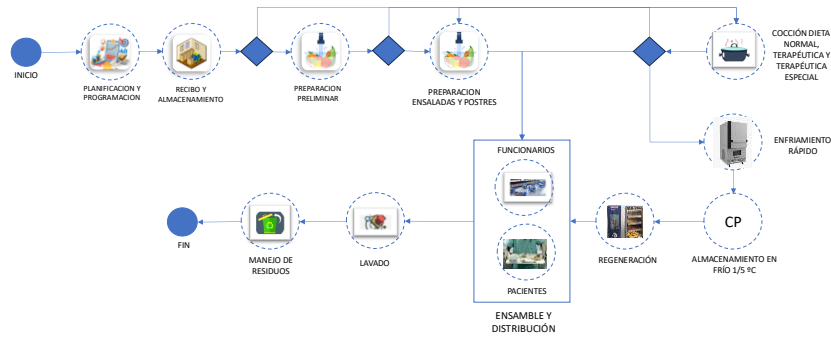 INICIO
PLANIFICACION Y
PROGRAMACION
RECIBO Y
ALMACENAMIENTO
PREPARACION
PRELIMINAR
PREPARACION
ENSALADAS Y POSTRES
COCCIÓN DIETA
NORMAL,
TERAPÉUTICA Y
TERAPÉUTICA
ESPECIAL
ENFRIAMIENTO
RÁPIDO
FUNCIONARIOS
PACIENTES
ENSAMBLE Y
DISTRIBUCIÓN
CP
ALMACENAMIENTO EN
FRÍO 1/5 ºC
REGENERACIÓN
LAVADO
MANEJO DE
RESIDUOS
FIN